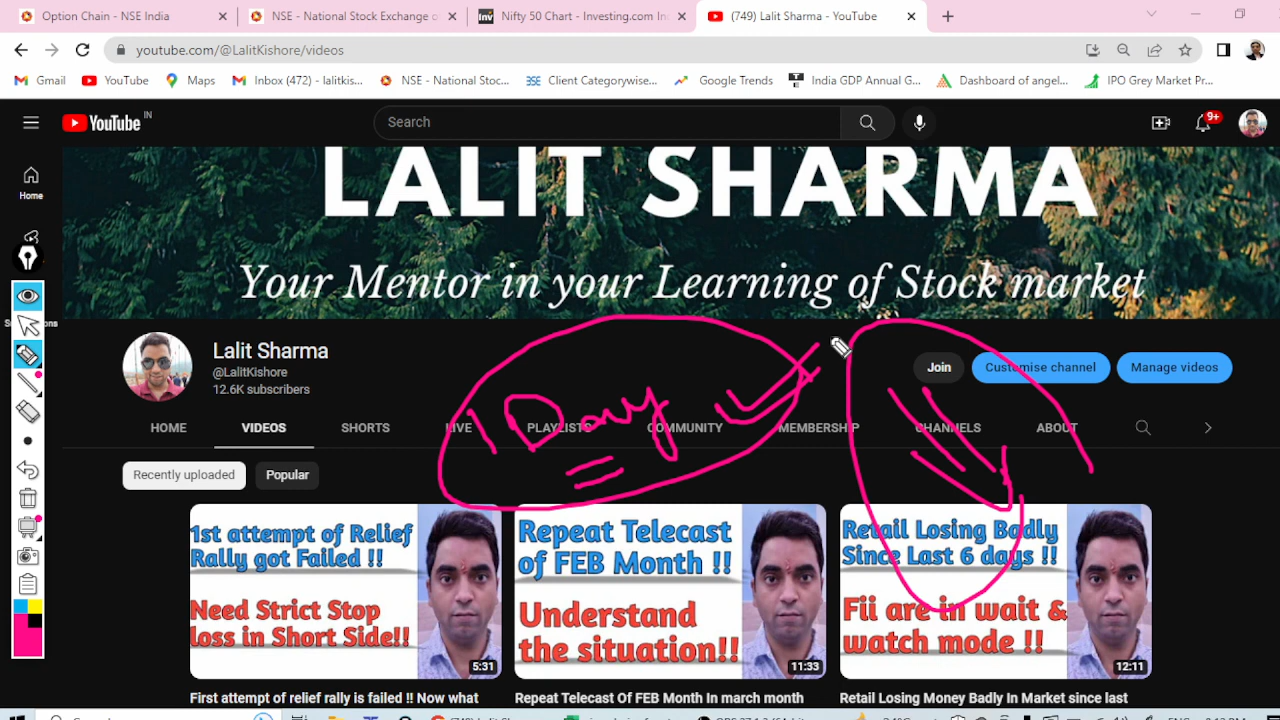 Option Chain - NSE India
NSE - National Stock Exchange o
Nifty 50 Chart - Investing.com In
(749) Lalit Sharma - YouTube
youtube.com/@LalitKishore/videos
Gmail
YouTube
Maps
Inbox (472) - lalitkis...
NSE - National Stoc...
Client Categorywise...
Google Trends
India GDP Annual G...
Dashboard of angel...
IPO Grey Market Pr...
YouTube IN
Search
9+
Home
LALIT SHARMA
Your Mentor in your Learning of Stock market
Lalit Sharma
@LalitKishore
12.6K subscribers
Join
Customise channel
Manage videos
1 Day
HOME
VIDEOS
SHORTS
LIVE
PLAYLISTS
COMMUNITY
MEMBERSHIP
CHANNELS
ABOUT
Recently uploaded
Popular
1st attempt of Relief
Rally got Failed !!
Need Strict Stop
loss in Short Side!!
5:31
Repeat Telecast
of FEB Month !!
Understand
the situation!!
11:33
Retail Losing Badly
Since Last 6 days !!
Fii are in wait &
watch mode !!
12:11
First attempt of relief rally is failed !! Now what
Repeat Telecast Of FEB Month In march month
Retail Losing Money Badly In Market since last